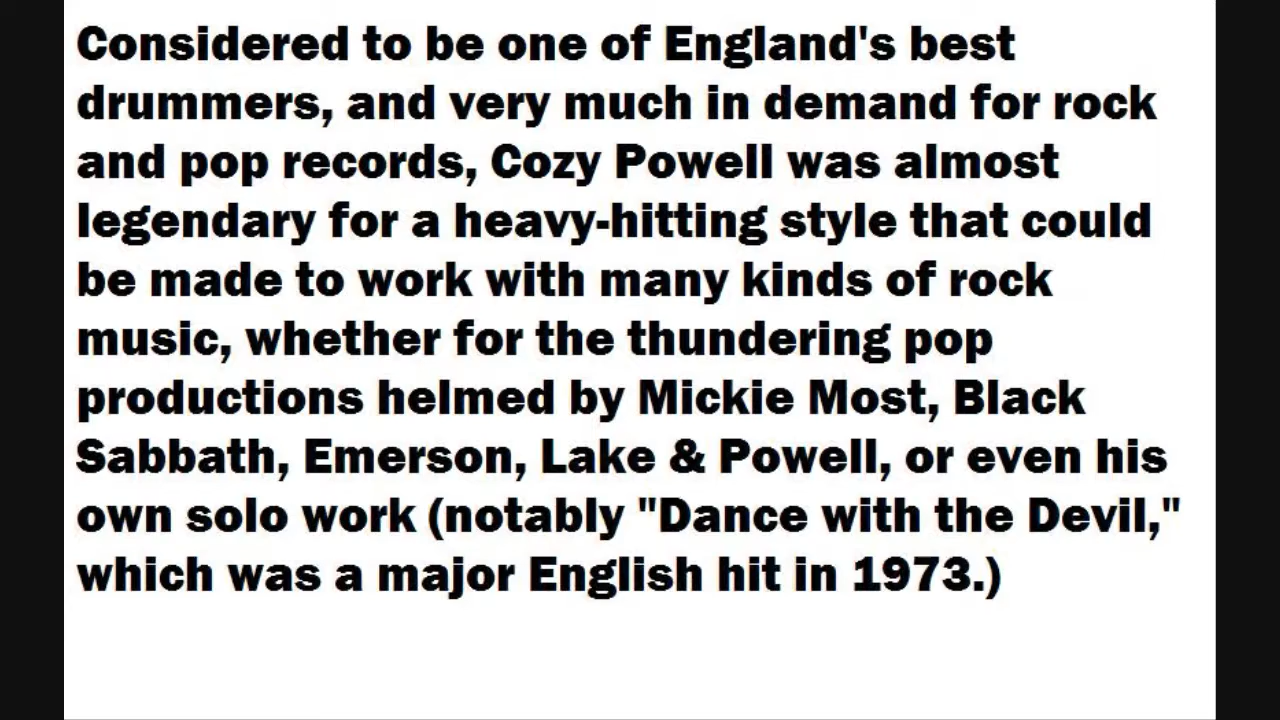 Considered to be one of England's best
drummers, and very much in demand for rock
and pop records, Cozy Powell was almost
legendary for a heavy-hitting style that could
be made to work with many kinds of rock
music, whether for the thundering pop
productions helmed by Mickie Most, Black
Sabbath, Emerson, Lake & Powell, or even his
own solo work (notably "Dance with the Devil,"
which was a major English hit in 1973.)